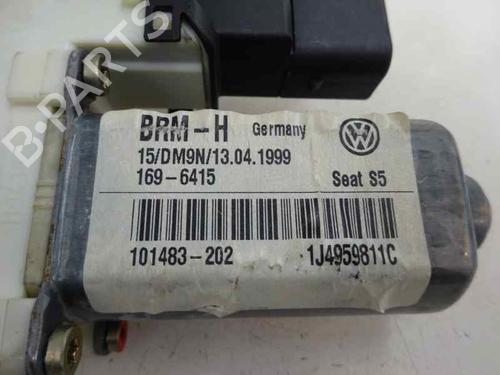 B-PARTS
BRM-H Germany
15/DM9N/13.04.1999
169-6415 Seat S5
101483-202 1J4959811C